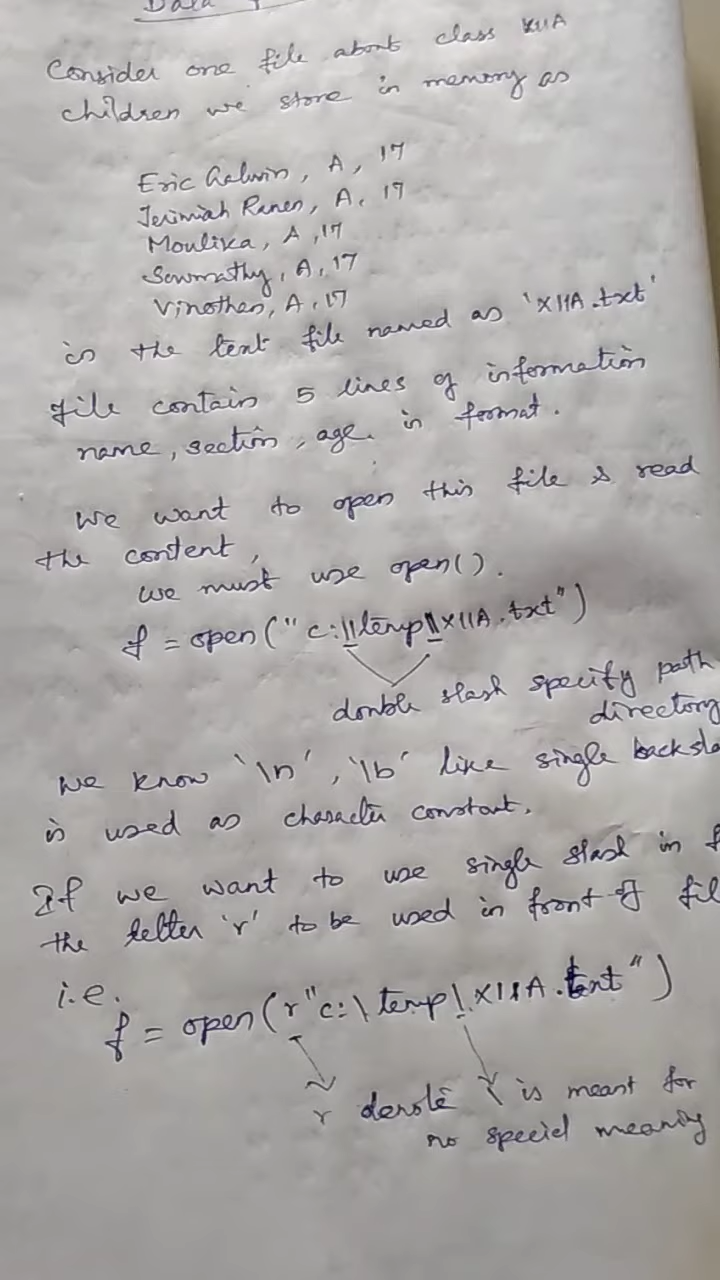 Data
Consider one file about class XIIA
children we store in memory as
Eric Galwin, A, 17
Jerimiah Ranen, A, 17
Moulika, A, 17
Sowmathy, A, 17
Vinothan, A, 17
in the text file named as 'XIIA.txt'
file contain 5 lines of information
name, section, age. in format.
We want to open this file & read
the content,
we must use open().
f = open("c:\\temp\\XIIA.txt")
double slash specify path
directory
We know '\n', '\b' like single backsla
is used as character constant.
If we want to use single slash in f
the letter 'r' to be used in front of fil
i.e.
f = open(r"c:\temp\XIIA.text")
r denote \ is meant for
no speciel meaning